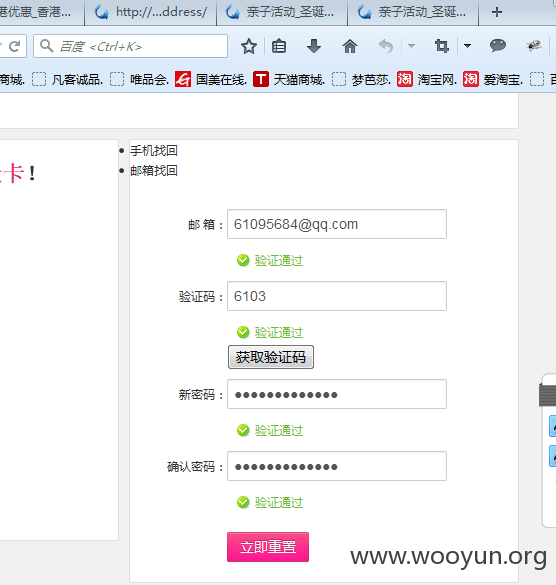 港优惠_香港...
http://...ddress/
亲子活动_圣诞...
亲子活动_圣诞...
百度 <Ctrl+K>
商城.
凡客诚品.
唯品会.
国美在线.
天猫商城.
梦芭莎.
淘宝网.
爱淘宝.
手机找回
卡！
邮箱找回
邮 箱：
61095684@qq.com
验证通过
验证码：
6103
验证通过
获取验证码
新密码：
●●●●●●●●●●●●●
验证通过
确认密码：
●●●●●●●●●●●●●
验证通过
立即重置
www.wooyun.org